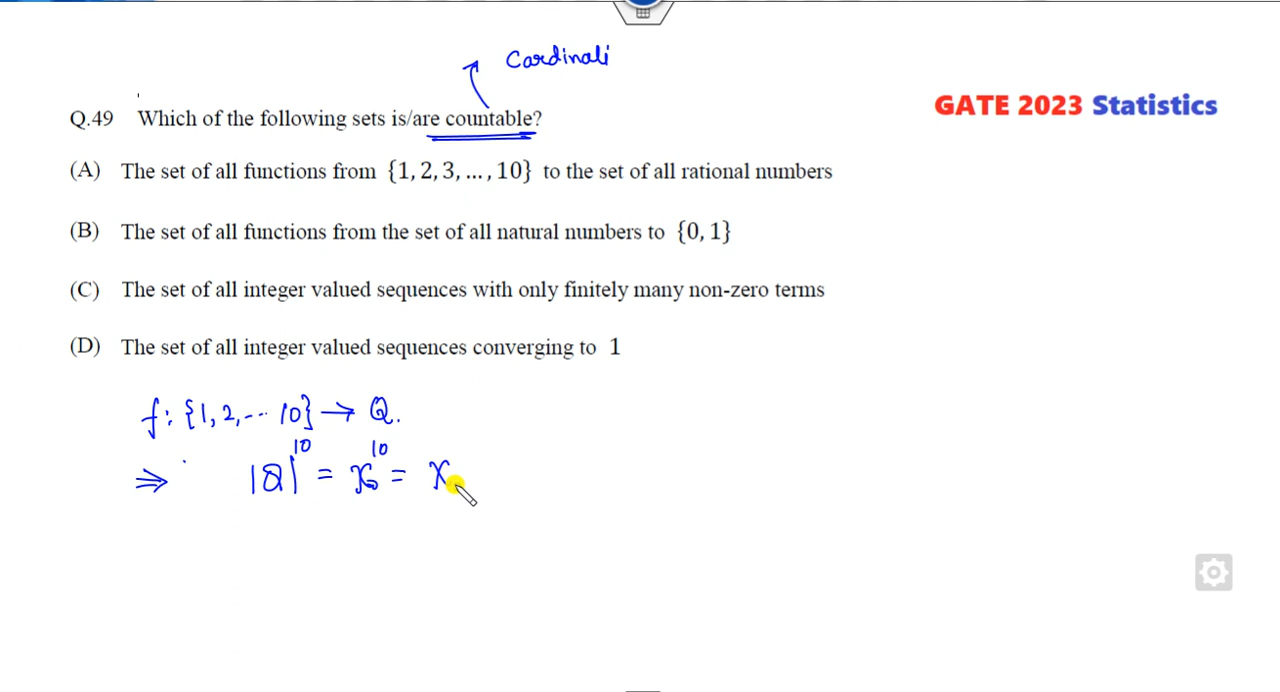 Cardinali
GATE 2023 Statistics
Q.49 Which of the following sets is/are countable?
(A) The set of all functions from {1, 2, 3, ..., 10} to the set of all rational numbers
(B) The set of all functions from the set of all natural numbers to {0, 1}
(C) The set of all integer valued sequences with only finitely many non-zero terms
(D) The set of all integer valued sequences converging to 1
f: {1, 2, -- 10} → Q.
⇒ |Q|¹⁰ = ℵ₀¹⁰ = ℵ